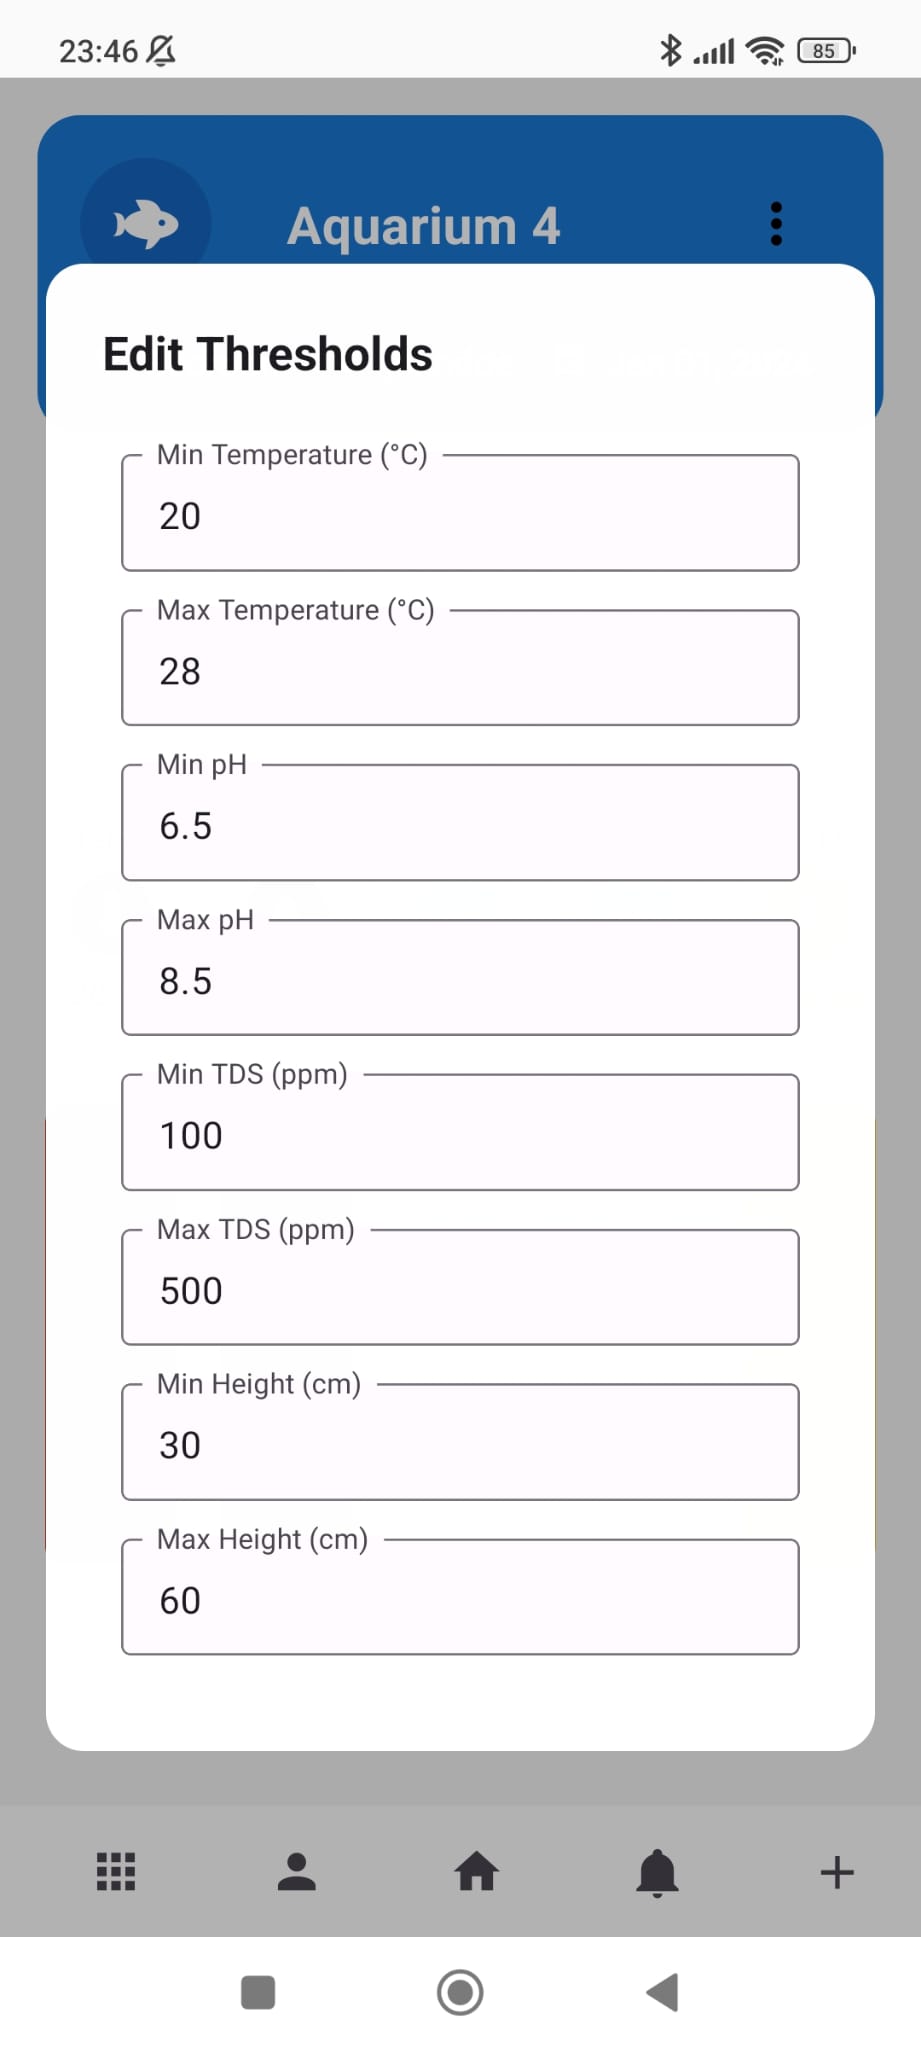 23:46
85
Aquarium 4
Edit Thresholds
Min Temperature (°C)
20
Max Temperature (°C)
28
Min pH
6.5
Max pH
8.5
Min TDS (ppm)
100
Max TDS (ppm)
500
Min Height (cm)
30
Max Height (cm)
60